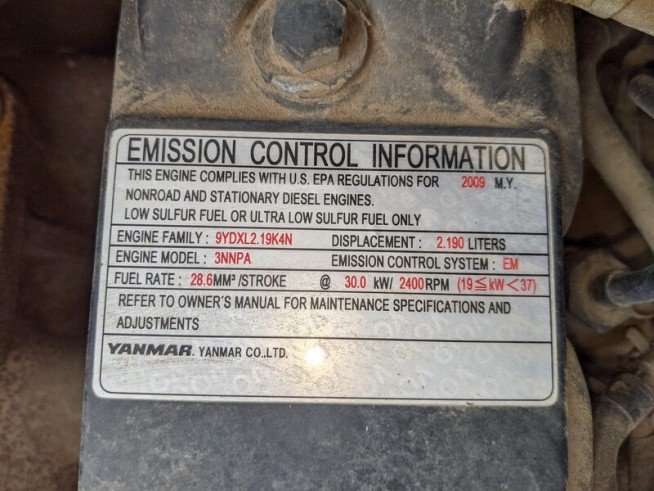 EMISSION CONTROL INFORMATION
THIS ENGINE COMPLIES WITH U.S. EPA REGULATIONS FOR 2009 M.Y.
NONROAD AND STATIONARY DIESEL ENGINES.
LOW SULFUR FUEL OR ULTRA LOW SULFUR FUEL ONLY
ENGINE FAMILY : 9YDXL2.19K4N DISPLACEMENT : 2.190 LITERS
ENGINE MODEL : 3NNPA EMISSION CONTROL SYSTEM : EM
FUEL RATE : 28.6MM³/STROKE @ 30.0 kW/ 2400RPM (19≦kW<37)
REFER TO OWNER'S MANUAL FOR MAINTENANCE SPECIFICATIONS AND
ADJUSTMENTS
YANMAR. YANMAR CO.,LTD.